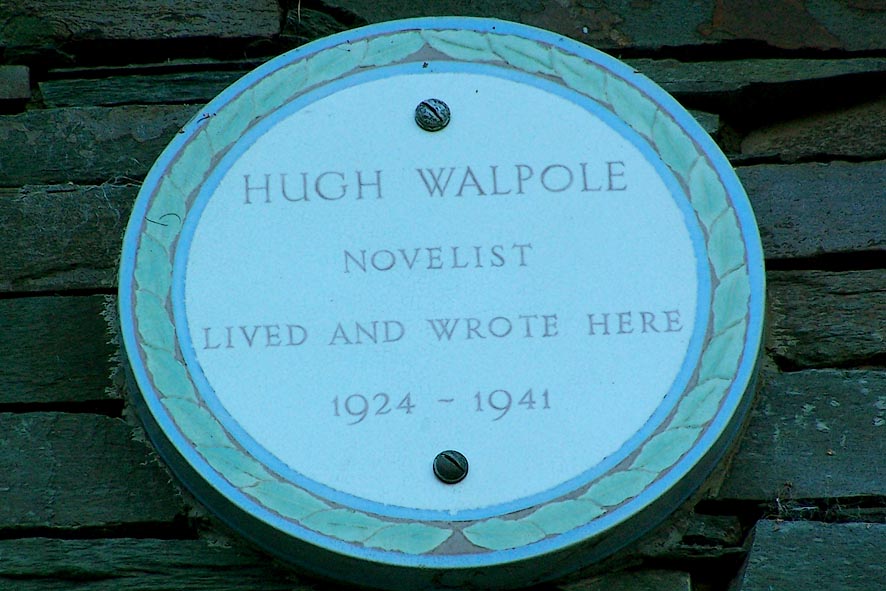 HUGH WALPOLE
NOVELIST
LIVED AND WROTE HERE
1924 - 1941